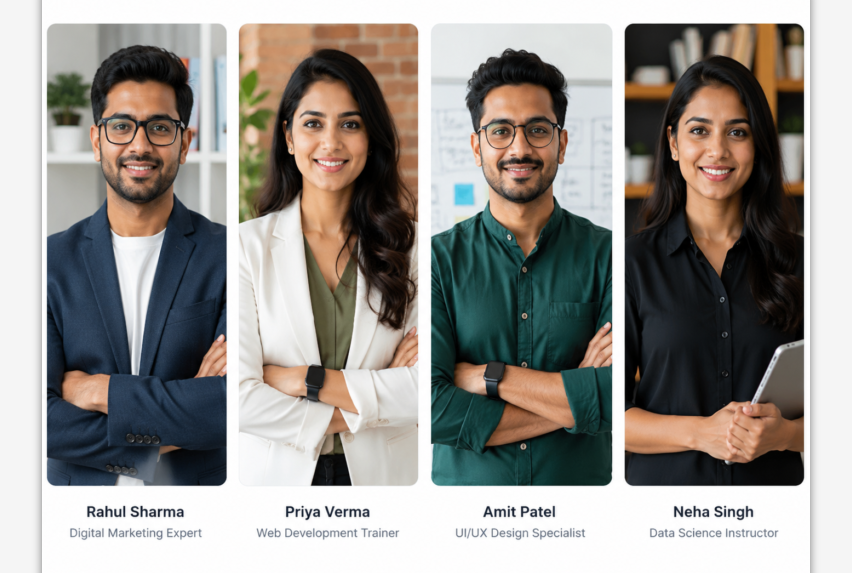 Rahul Sharma
Digital Marketing Expert
Priya Verma
Web Development Trainer
Amit Patel
UI/UX Design Specialist
Neha Singh
Data Science Instructor